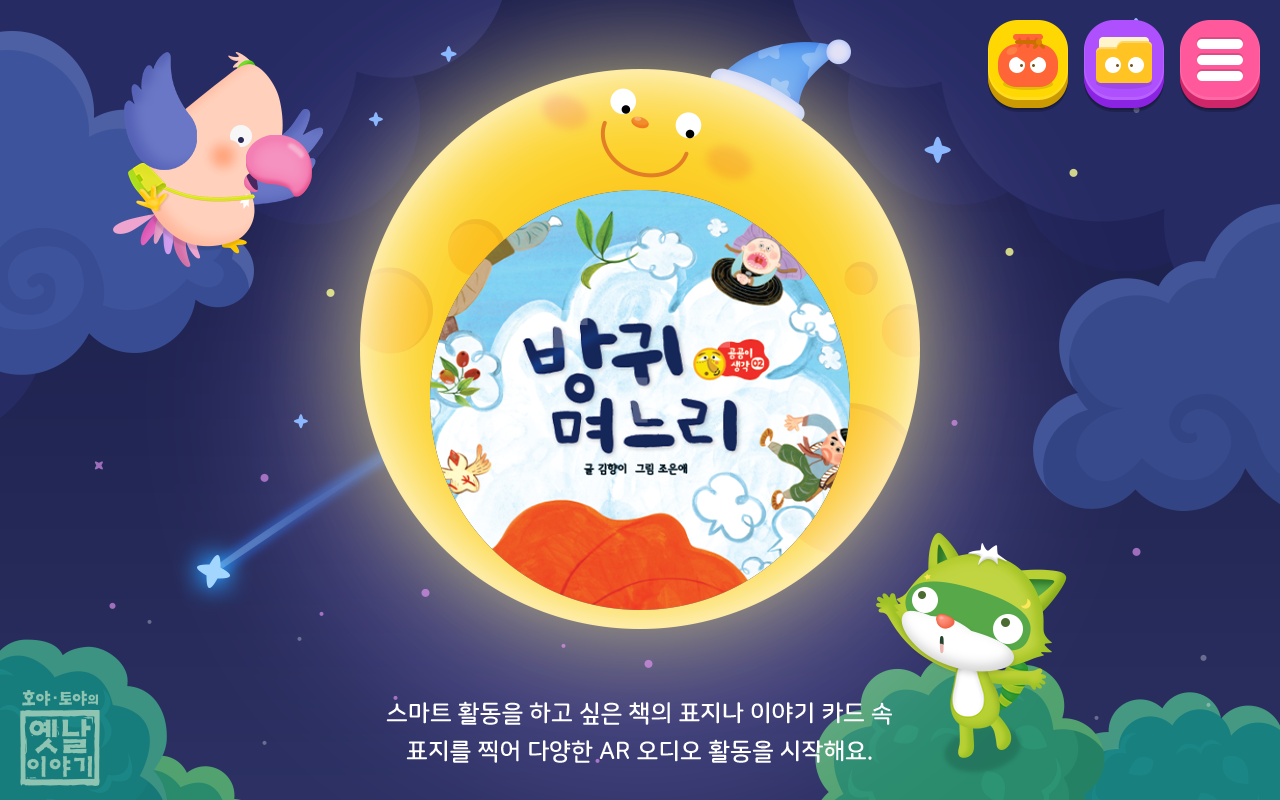 방귀
며느리
곰곰이
생각 02
글 김향이 그림 조은애
스마트 활동을 하고 싶은 책의 표지나 이야기 카드 속
표지를 찍어 다양한 AR 오디오 활동을 시작해요.
호야·토야의
옛날
이야기